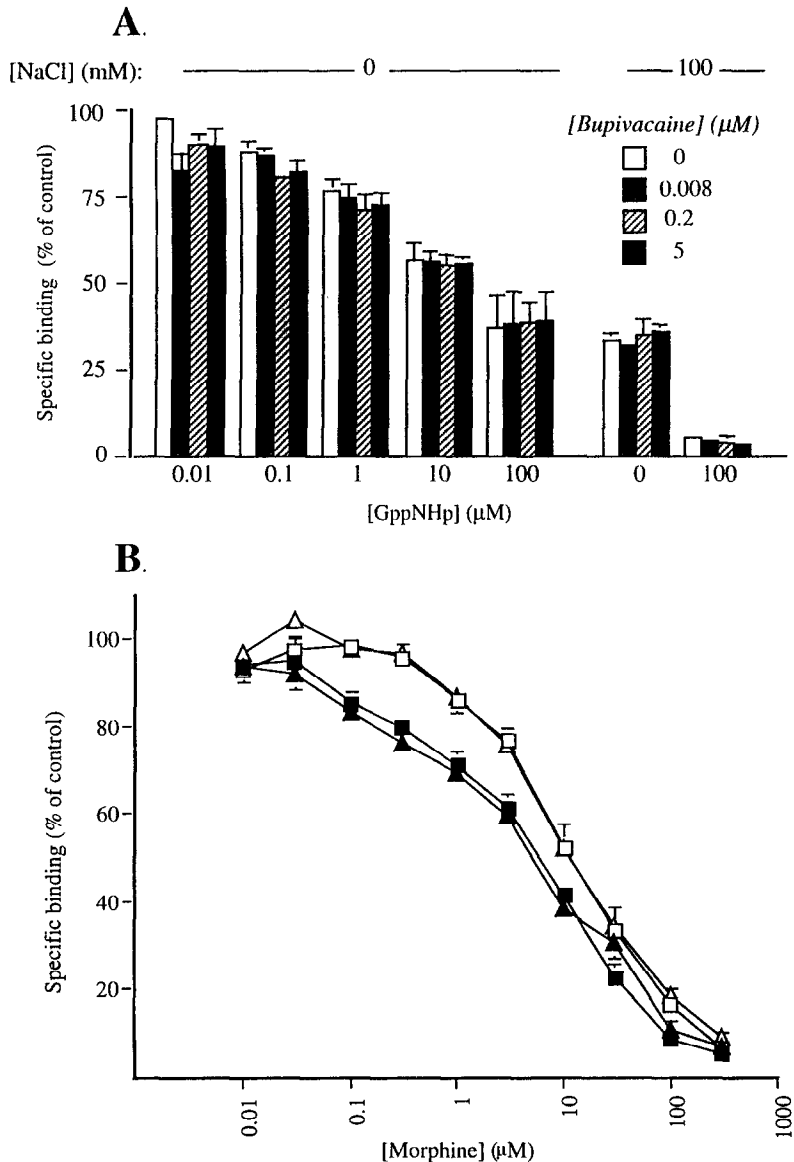 A.
[NaCl] (mM): 0 100
100
75
50
25
0
Specific binding (% of control)
[Bupivacaine] (µM)
0
0.008
0.2
5
0.01 0.1 1 10 100 0 100
[GppNHp] (µM)
B.
100
80
60
40
20
Specific binding (% of control)
0.01 0.1 1 10 100 1000
[Morphine] (µM)